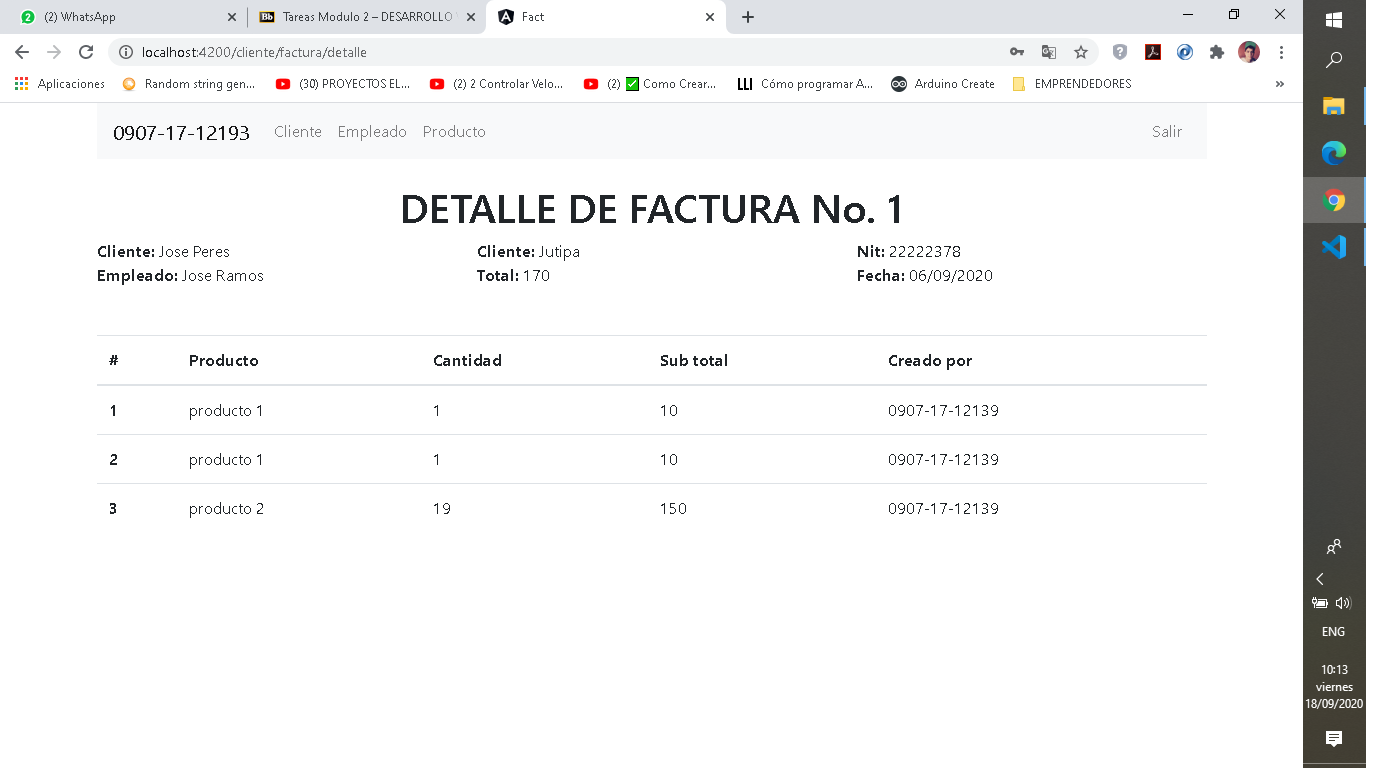 2 (2) WhatsApp
Bb Tareas Modulo 2 – DESARROLLO
Fact
localhost:4200/cliente/factura/detalle
Aplicaciones
Random string gen...
(30) PROYECTOS EL...
(2) 2 Controlar Velo...
(2) ✅ Como Crear...
Cómo programar A...
Arduino Create
EMPRENDEDORES
»
0907-17-12193 Cliente Empleado Producto Salir
DETALLE DE FACTURA No. 1
Cliente: Jose Peres Cliente: Jutipa Nit: 22222378
Empleado: Jose Ramos Total: 170 Fecha: 06/09/2020
# Producto Cantidad Sub total Creado por
1 producto 1 1 10 0907-17-12139
2 producto 1 1 10 0907-17-12139
3 producto 2 19 150 0907-17-12139
ENG
10:13
viernes
18/09/2020